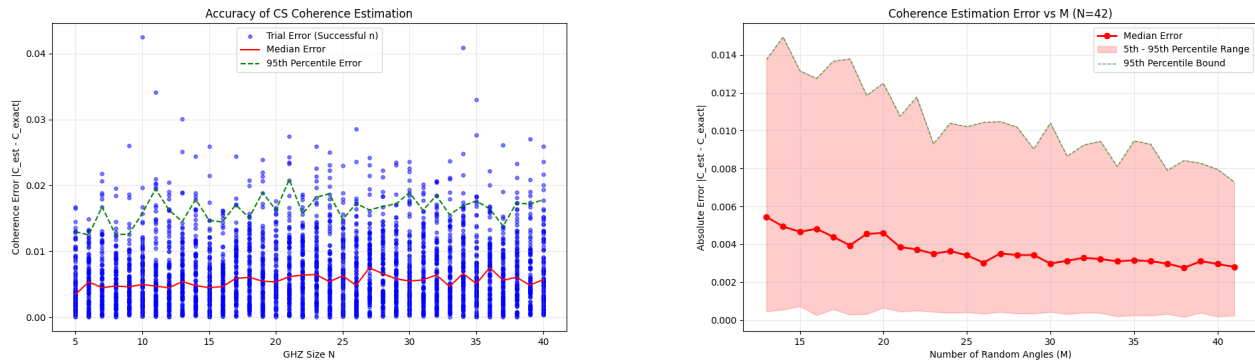 Accuracy of CS Coherence Estimation
Coherence Error |C_est - C_exact|
0.04
0.03
0.02
0.01
0.00
Trial Error (Successful n)
Median Error
95th Percentile Error
5 10 15 20 25 30 35 40
GHZ Size N
Coherence Estimation Error vs M (N=42)
Absolute Error |C_est - C_exact|
0.014
0.012
0.010
0.008
0.006
0.004
0.002
0.000
Median Error
5th - 95th Percentile Range
95th Percentile Bound
15 20 25 30 35 40
Number of Random Angles (M)